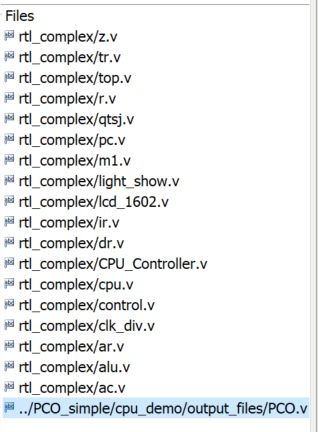 Files
rtl_complex/z.v
rtl_complex/tr.v
rtl_complex/top.v
rtl_complex/r.v
rtl_complex/qtsj.v
rtl_complex/pc.v
rtl_complex/m1.v
rtl_complex/light_show.v
rtl_complex/lcd_1602.v
rtl_complex/ir.v
rtl_complex/dr.v
rtl_complex/CPU_Controller.v
rtl_complex/cpu.v
rtl_complex/control.v
rtl_complex/clk_div.v
rtl_complex/ar.v
rtl_complex/alu.v
rtl_complex/ac.v
../PCO_simple/cpu_demo/output_files/PCO.v